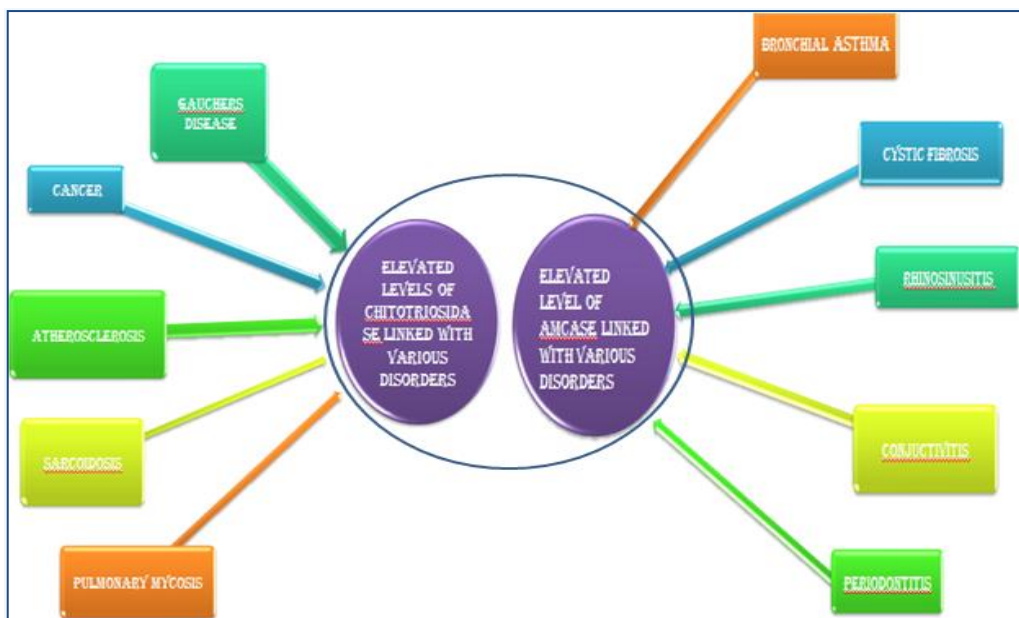 BRONCHIAL ASTHMA
GAUCHERS
DISEASE
CYSTIC FIBROSIS
CANCER
ELEVATED
LEVELS OF
CHITOTRIOSIDA
SE LINKED WITH
VARIOUS
DISORDERS
ELEVATED
LEVEL OF
AMCASE LINKED
WITH VARIOUS
DISORDERS
RHINOSINUSITIS
ATHEROSCLEROSIS
SARCOIDOSIS
CONJUCTIVITIS
PULMONARY MYCOSIS
PERIODONTITIS